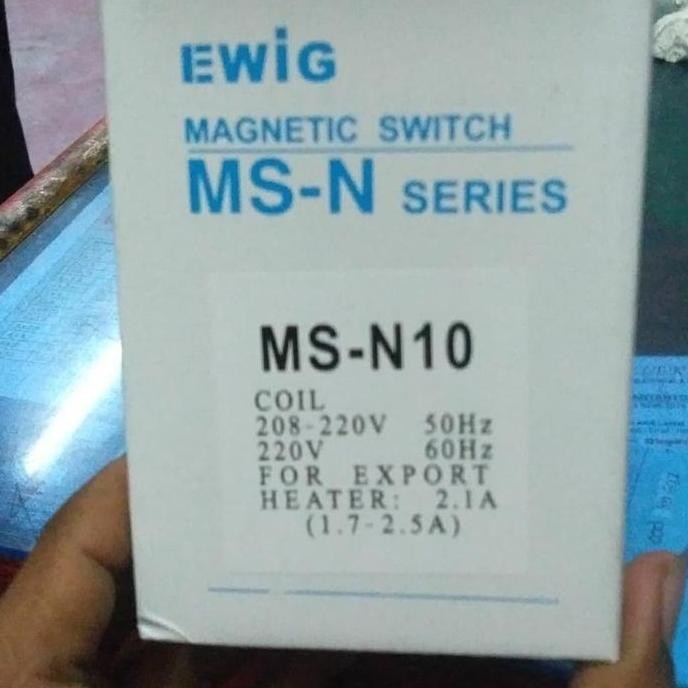 EWiG
MAGNETIC SWITCH
MS-N SERIES
MS-N10
COIL
208-220V 50Hz
220V 60Hz
FOR EXPORT
HEATER: 2.1A
(1.7-2.5A)